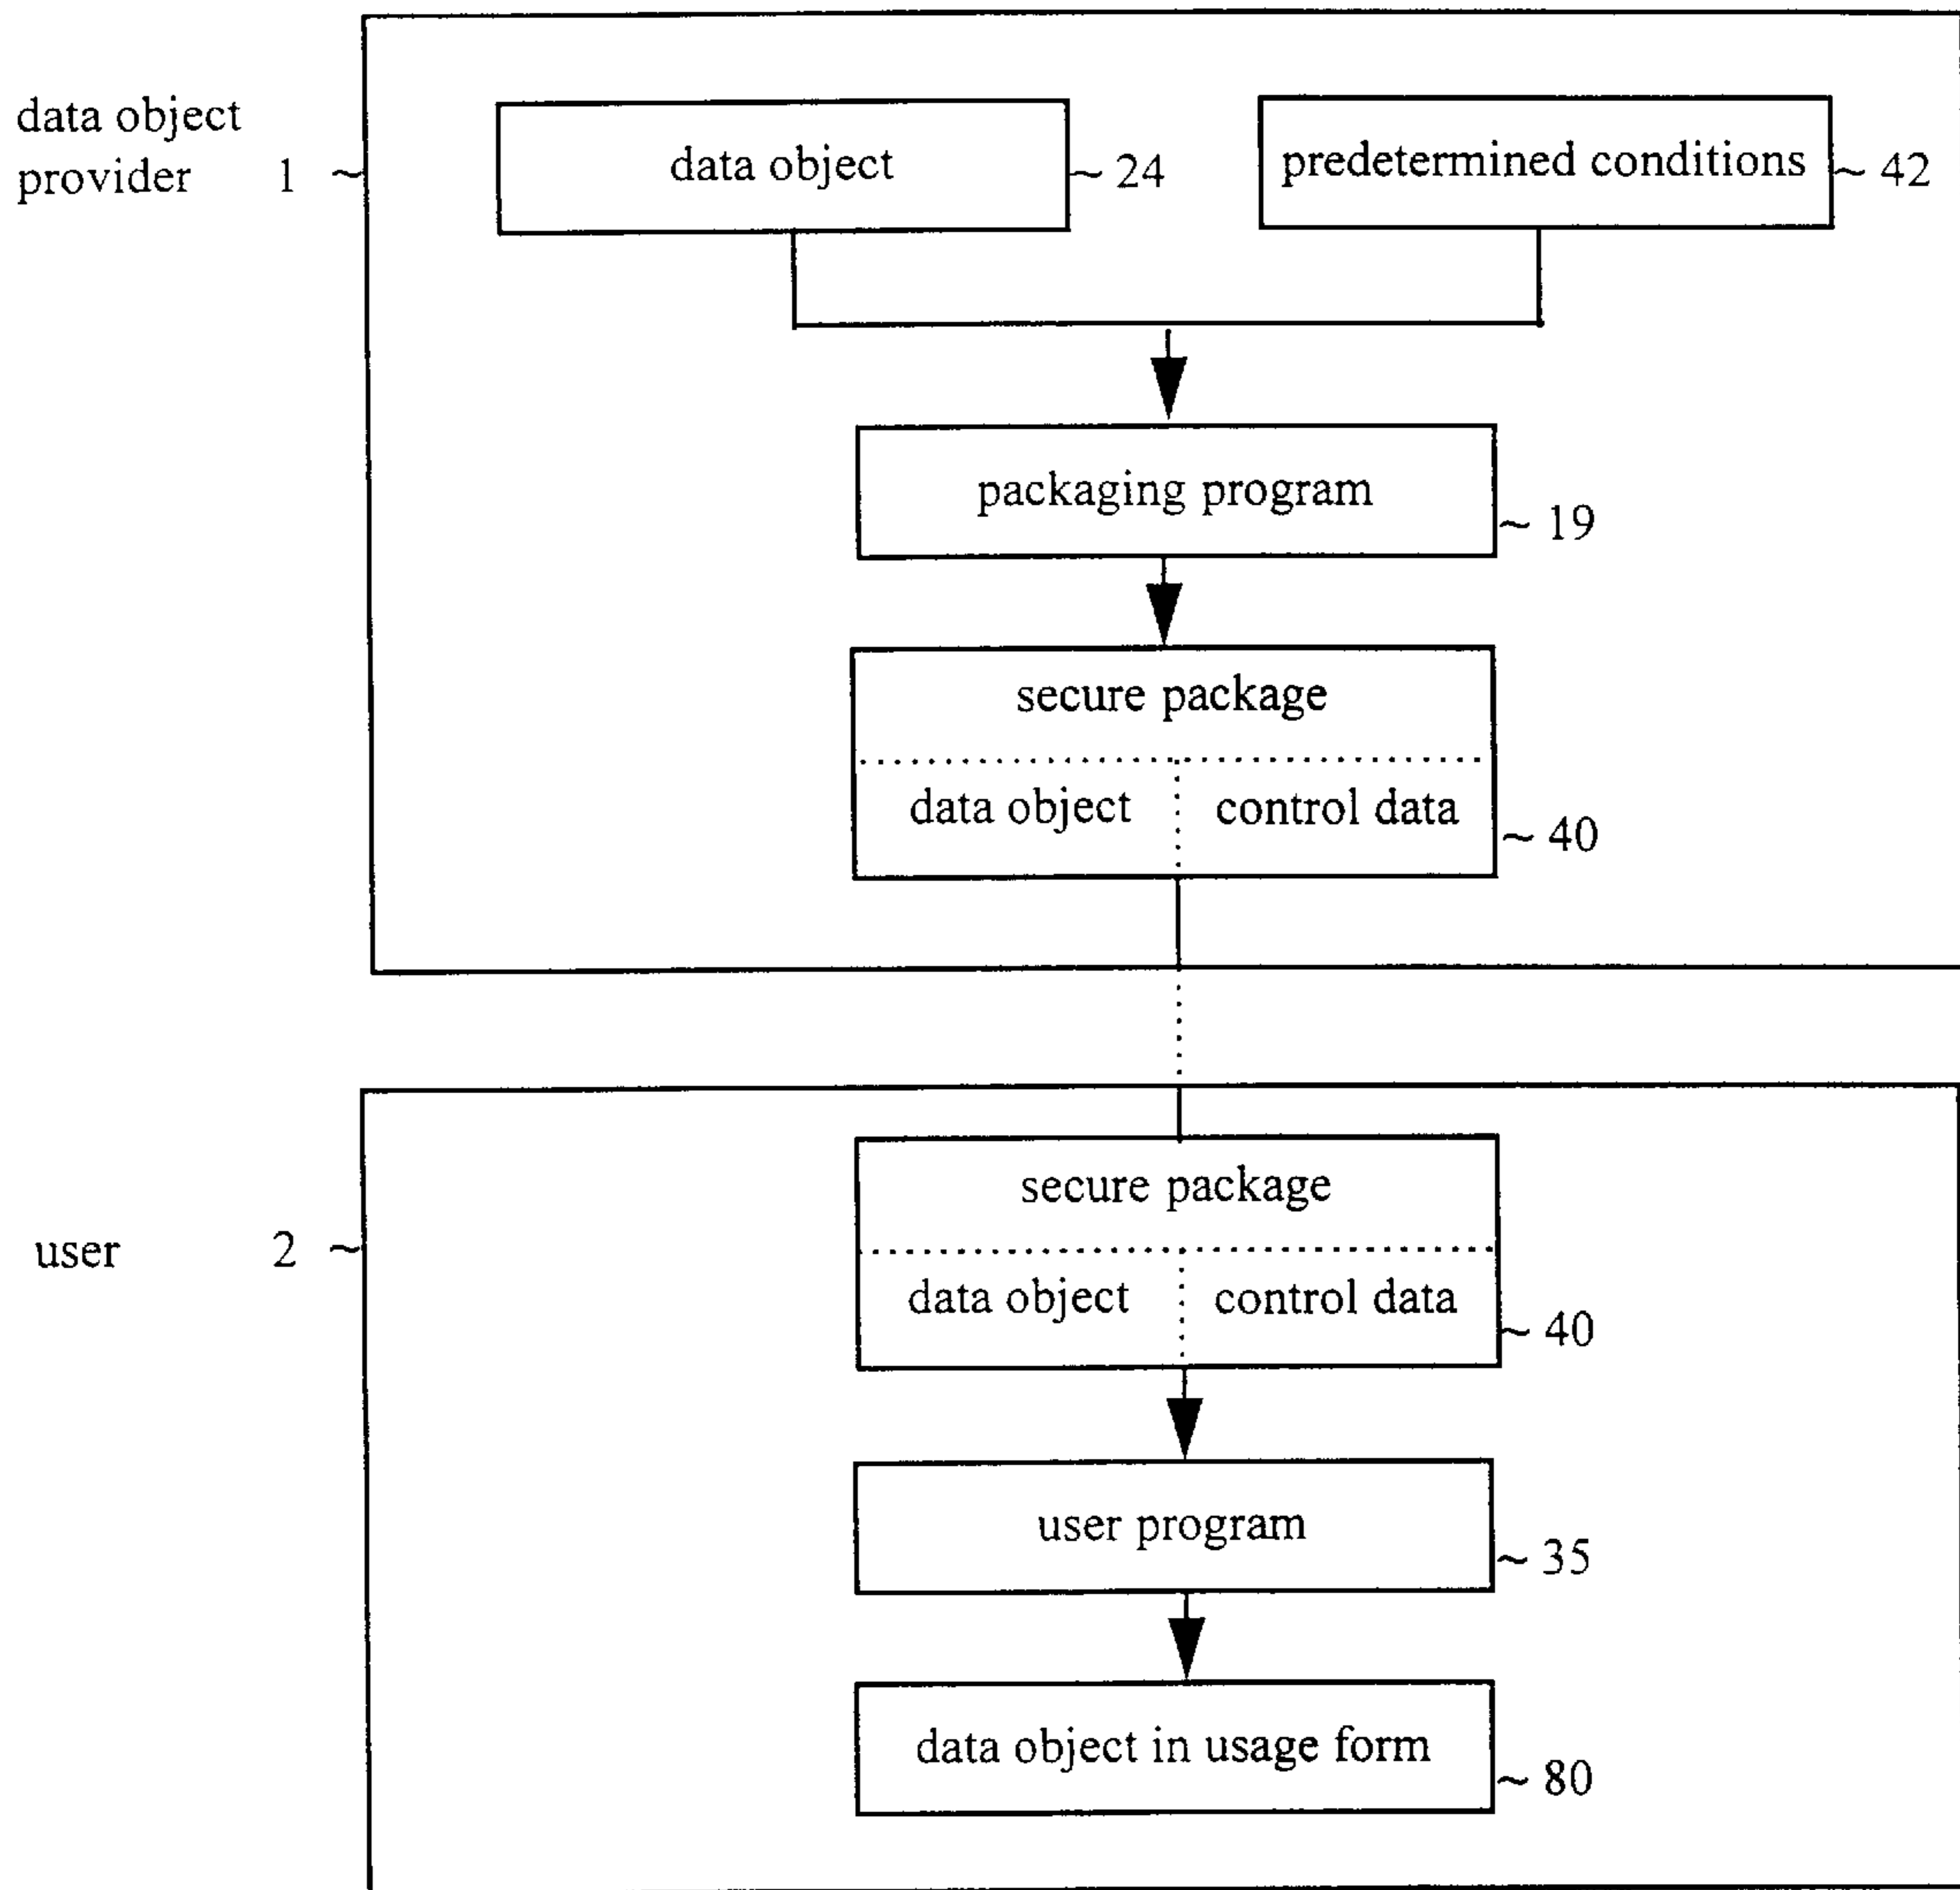 data object
provider 1 ~
data object ~ 24
predetermined conditions ~ 42
packaging program ~ 19
secure package
data object control data ~ 40
user 2 ~
secure package
data object control data ~ 40
user program ~ 35
data object in usage form ~ 80